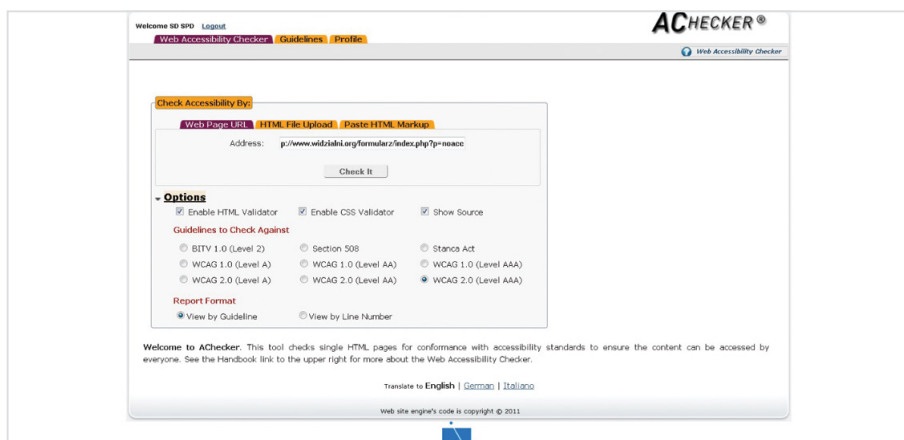 Welcome SD SPD Logout
ACHECKER®
Web Accessibility Checker Guidelines Profile
Web Accessibility Checker
Check Accessibility By:
Web Page URL HTML File Upload Paste HTML Markup
Address: p://www.widzialni.org/formularz/index.php?p=noacc
Check It
Options
Enable HTML Validator Enable CSS Validator Show Source
Guidelines to Check Against
BITV 1.0 (Level 2) Section 508 Stanca Act
WCAG 1.0 (Level A) WCAG 1.0 (Level AA) WCAG 1.0 (Level AAA)
WCAG 2.0 (Level A) WCAG 2.0 (Level AA) WCAG 2.0 (Level AAA)
Report Format
View by Guideline View by Line Number
Welcome to AChecker. This tool checks single HTML pages for conformance with accessibility standards to ensure the content can be accessed by
everyone. See the Handbook link to the upper right for more about the Web Accessibility Checker.
Translate to English | German | Italiano
Web site engine's code is copyright © 2011